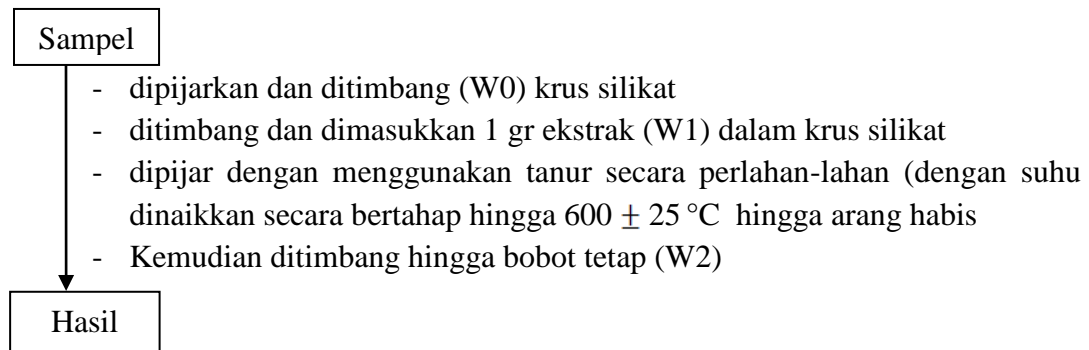 Sampel
- dipijarkan dan ditimbang (W0) krus silikat
- ditimbang dan dimasukkan 1 gr ekstrak (W1) dalam krus silikat
- dipijar dengan menggunakan tanur secara perlahan-lahan (dengan suhu
dinaikkan secara bertahap hingga 600 ± 25 °C hingga arang habis
- Kemudian ditimbang hingga bobot tetap (W2)
Hasil